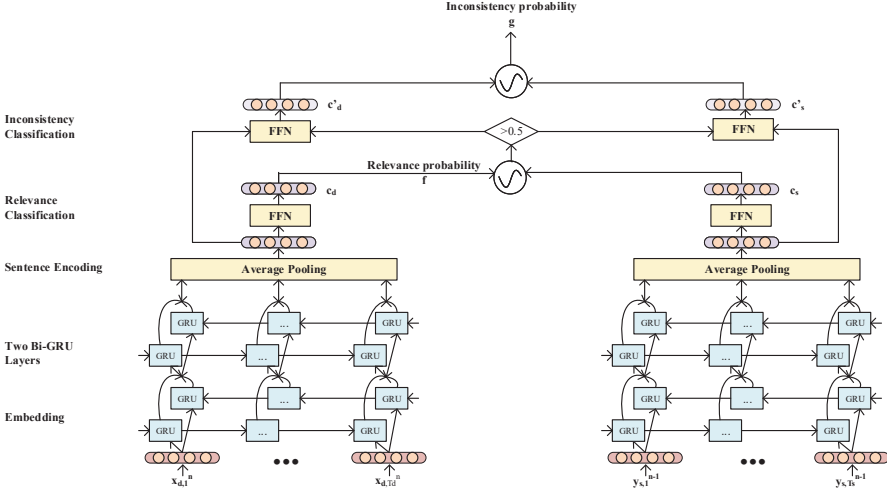 Inconsistency probability
g
c'd
c's
Inconsistency
Classification
FFN
>0.5
FFN
Relevance probability
f
cd
cs
Relevance
Classification
FFN
FFN
Sentence Encoding
Average Pooling
Average Pooling
GRU
...
GRU
GRU
...
GRU
Two Bi-GRU
Layers
GRU
...
GRU
GRU
...
GRU
GRU
...
GRU
GRU
...
GRU
Embedding
GRU
...
GRU
GRU
...
GRU
•••
•••
xd,1n
xd,Tdn
ys,1n-1
ys,Tsn-1